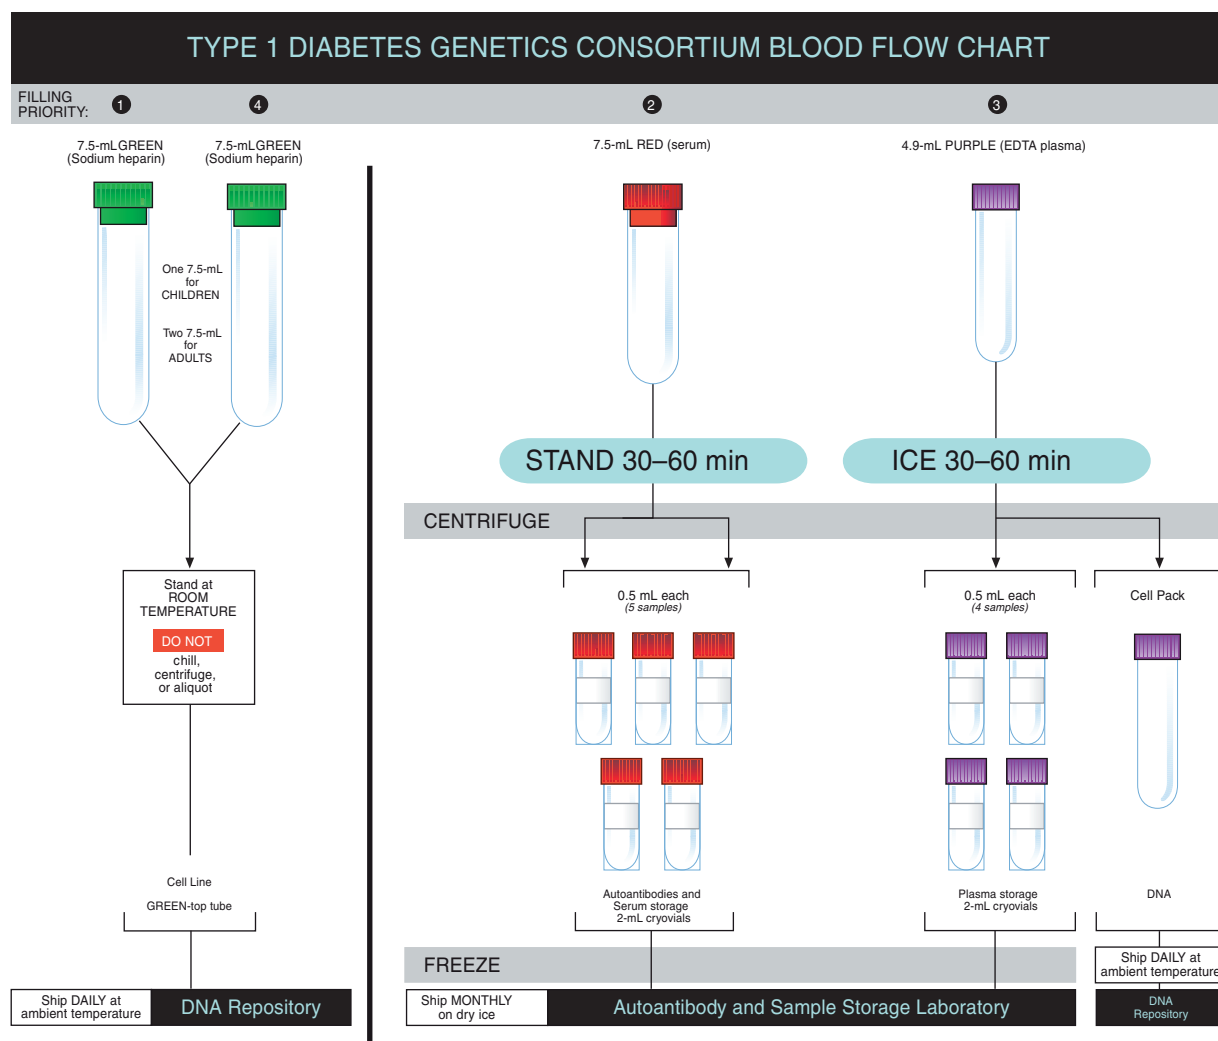 TYPE 1 DIABETES GENETICS CONSORTIUM BLOOD FLOW CHART
FILLING
PRIORITY:
1
4
2
3
7.5-mL GREEN
(Sodium heparin)
7.5-mL GREEN
(Sodium heparin)
7.5-mL RED (serum)
4.9-mL PURPLE (EDTA plasma)
One 7.5-mL
for
CHILDREN
Two 7.5-mL
for
ADULTS
STAND 30–60 min
ICE 30–60 min
CENTRIFUGE
Stand at
ROOM
TEMPERATURE
DO NOT
chill,
centrifuge,
or aliquot
0.5 mL each
(5 samples)
0.5 mL each
(4 samples)
Cell Pack
Cell Line
GREEN-top tube
Autoantibodies and
Serum storage
2-mL cryovials
Plasma storage
2-mL cryovials
DNA
FREEZE
Ship DAILY at
ambient temperature
Ship DAILY at
ambient temperature
DNA Repository
Ship MONTHLY
on dry ice
Autoantibody and Sample Storage Laboratory
DNA
Repository